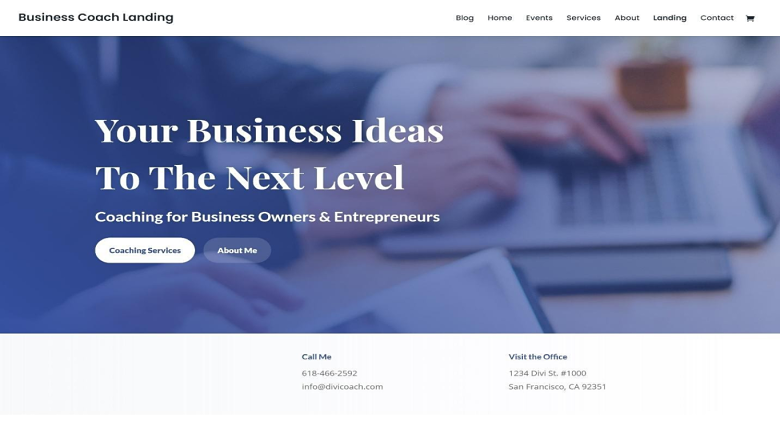 Business Coach Landing
Blog Home Events Services About Landing Contact
Your Business Ideas
To The Next Level
Coaching for Business Owners & Entrepreneurs
Coaching Services About Me
Call Me
618-466-2592
info@divicoach.com
Visit the Office
1234 Divi St. #1000
San Francisco, CA 92351